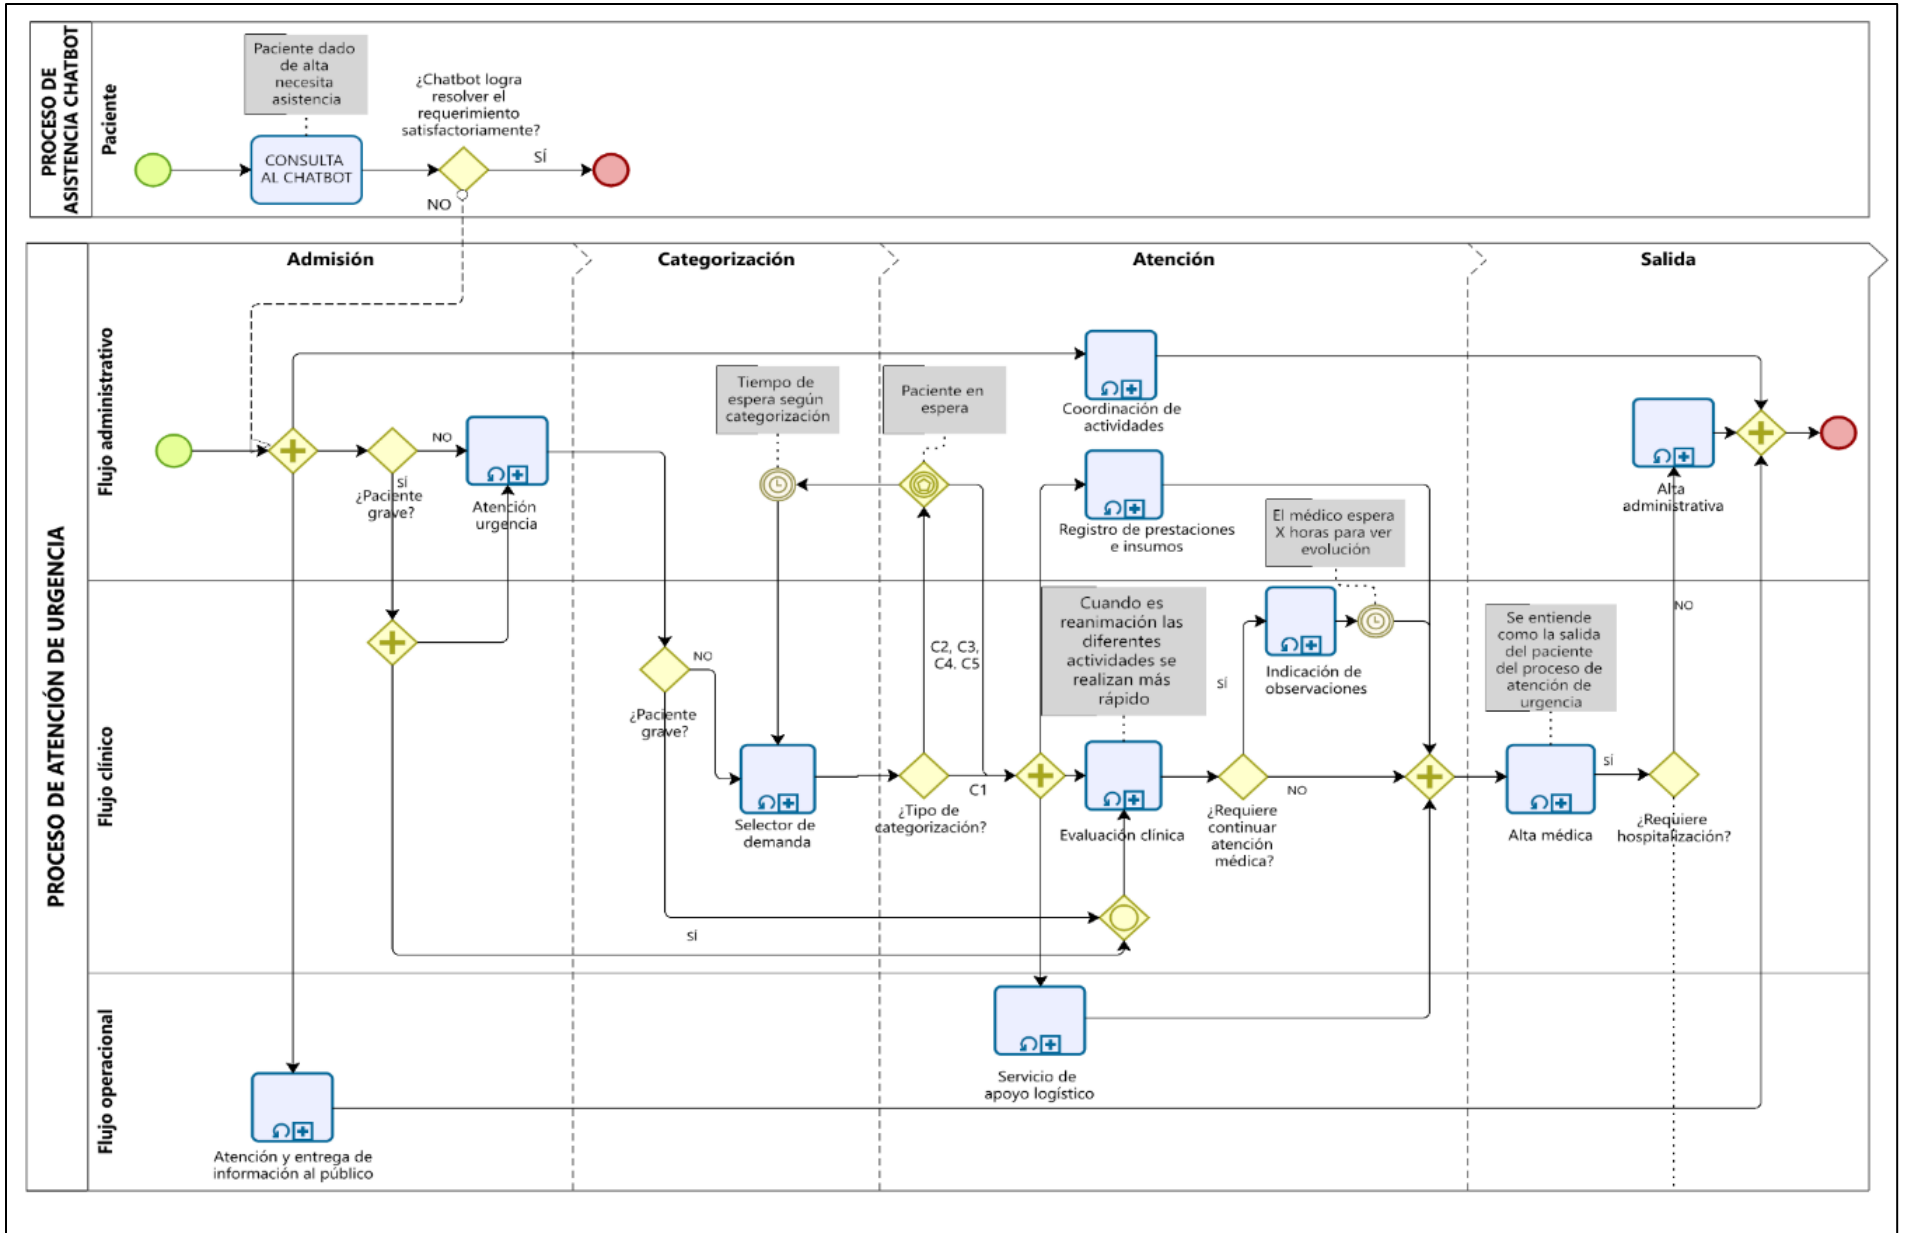 PROCESO DE
ASISTENCIA CHATBOT
Paciente
Paciente dado
de alta
necesita
asistencia
CONSULTA
AL CHATBOT
¿Chatbot logra
resolver el
requerimiento
satisfactoriamente?
SÍ
NO
PROCESO DE ATENCIÓN DE URGENCIA
Admisión
Categorización
Atención
Salida
Flujo administrativo
¿Paciente
grave?
NO
sí
Atención
urgencia
Tiempo de
espera según
categorización
Paciente en
espera
Coordinación de
actividades
Registro de prestaciones
e insumos
El médico espera
X horas para ver
evolución
Alta
administrativa
Flujo clínico
¿Paciente
grave?
NO
sí
Selector de
demanda
C2, C3,
C4. C5
C1
¿Tipo de
categorización?
Cuando es
reanimación las
diferentes
actividades se
realizan más
rápido
Evaluación clínica
sí
NO
¿Requiere
continuar
atención
médica?
Indicación de
observaciones
Se entiende
como la salida
del paciente
del proceso de
atención de
urgencia
Alta médica
sí
NO
¿Requiere
hospitalización?
Flujo operacional
Servicio de
apoyo logístico
Atención y entrega de
información al público